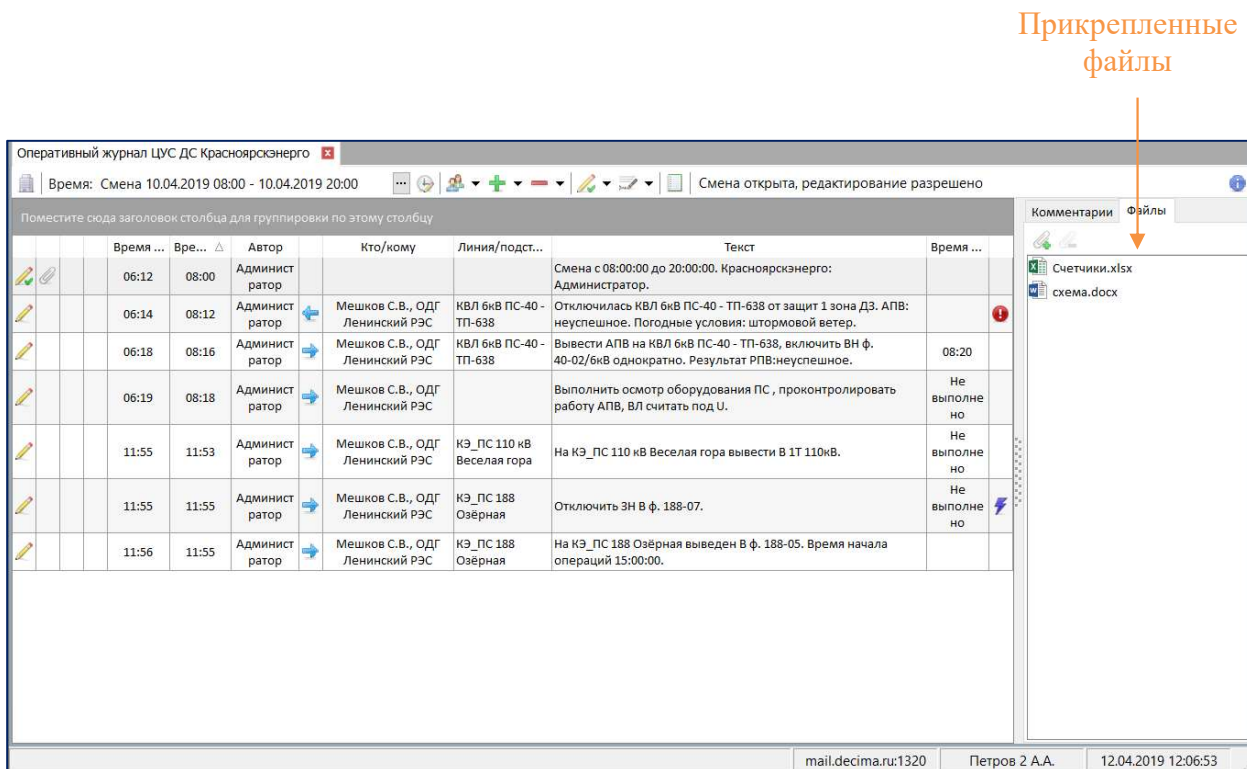 Прикрепленные
файлы
Оперативный журнал ЦУС ДС Красноярскэнерго
Время: Смена 10.04.2019 08:00 - 10.04.2019 20:00 Смена открыта, редактирование разрешено
Поместите сюда заголовок столбца для группировки по этому столбцу
Комментарии Файлы
Время ... Вре... Автор Кто/кому Линия/подст... Текст Время ...
Счетчики.xlsx
схема.docx
06:12 08:00 Админист
ратор
Смена с 08:00:00 до 20:00:00. Красноярскэнерго:
Администратор.
06:14 08:12 Админист
ратор
Мешков С.В., ОДГ
Ленинский РЭС
КВЛ 6кВ ПС-40 -
ТП-638
Отключилась КВЛ 6кВ ПС-40 - ТП-638 от защит 1 зона ДЗ. АПВ:
неуспешное. Погодные условия: штормовой ветер.
06:18 08:16 Админист
ратор
Мешков С.В., ОДГ
Ленинский РЭС
КВЛ 6кВ ПС-40 -
ТП-638
Вывести АПВ на КВЛ 6кВ ПС-40 - ТП-638, включить ВН ф.
40-02/6кВ однократно. Результат РПВ:неуспешное.
08:20
06:19 08:18 Админист
ратор
Мешков С.В., ОДГ
Ленинский РЭС
Выполнить осмотр оборудования ПС , проконтролировать
работу АПВ, ВЛ считать под U.
Не
выполне
но
11:55 11:53 Админист
ратор
Мешков С.В., ОДГ
Ленинский РЭС
КЭ_ПС 110 кВ
Веселая гора
На КЭ_ПС 110 кВ Веселая гора вывести В 1Т 110кВ.
Не
выполне
но
11:55 11:55 Админист
ратор
Мешков С.В., ОДГ
Ленинский РЭС
КЭ_ПС 188
Озёрная
Отключить ЗН В ф. 188-07.
Не
выполне
но
11:56 11:55 Админист
ратор
Мешков С.В., ОДГ
Ленинский РЭС
КЭ_ПС 188
Озёрная
На КЭ_ПС 188 Озёрная выведен В ф. 188-05. Время начала
операций 15:00:00.
mail.decima.ru:1320 Петров 2 А.А. 12.04.2019 12:06:53